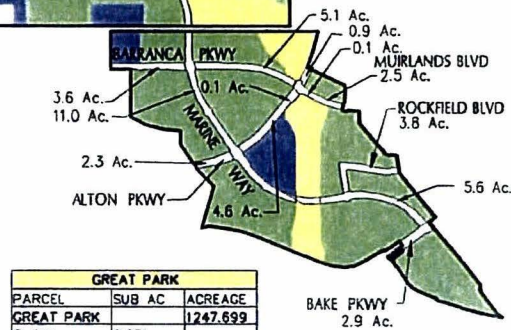 5.1 Ac.
0.9 Ac.
0.1 Ac.
BARRANCA PKWY
MUIRLANDS BLVD
2.5 Ac.
0.1 Ac.
3.6 Ac.
11.0 Ac.
ROCKFIELD BLVD
3.8 Ac.
MARINE WAY
2.3 Ac.
5.6 Ac.
ALTON PKWY
4.6 Ac.
BAKE PKWY
2.9 Ac.
GREAT PARK
PARCEL SUB AC ACREAGE
GREAT PARK 1247.699